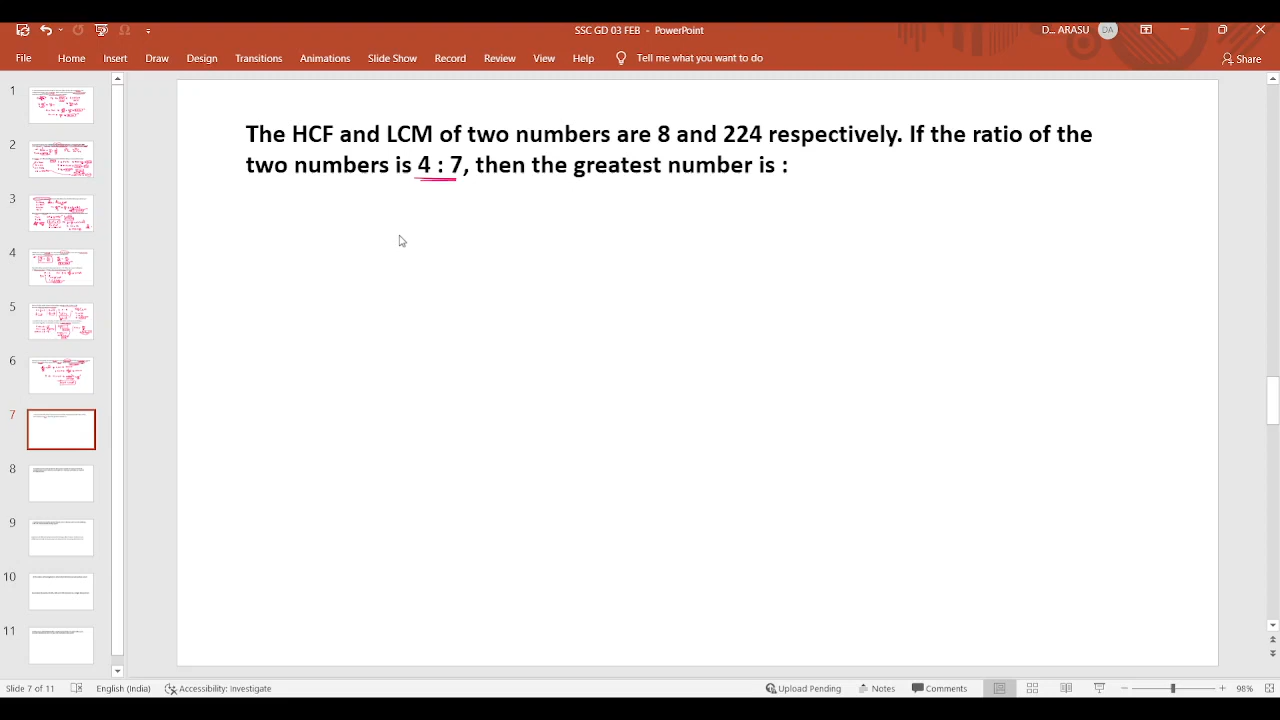 SSC GD 03 FEB - PowerPoint
D... ARASU DA
File Home Insert Draw Design Transitions Animations Slide Show Record Review View Help Tell me what you want to do Share
The HCF and LCM of two numbers are 8 and 224 respectively. If the ratio of the
two numbers is 4 : 7, then the greatest number is :
1
2
3
4
5
6
7
8
9
10
11
Slide 7 of 11 English (India) Accessibility: Investigate Upload Pending Notes Comments 98%